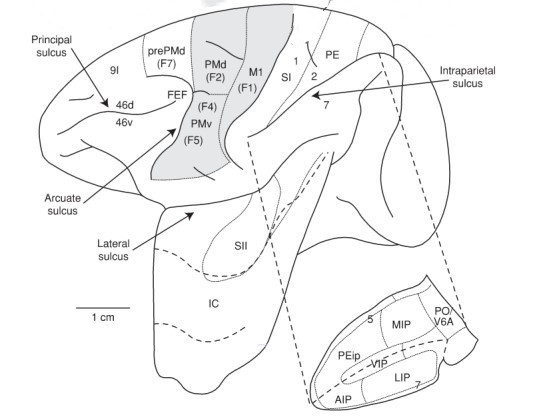 Principal
sulcus
prePMd
(F7)
9l
PMd
(F2)
M1
(F1)
SI
1
2
PE
Intraparietal
sulcus
7
FEF
46d
46v
(F4)
PMv
(F5)
Arcuate
sulcus
Lateral
sulcus
SII
IC
1 cm
5
MIP
PO/
V6A
PEip
VIP
LIP
7
AIP